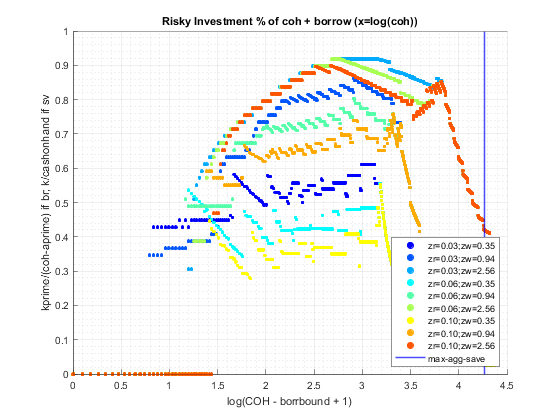 Risky Investment % of coh + borrow (x=log(coh))
kprime/(coh-aprime) if br, k/cashonhand if sv
1
0.9
0.8
0.7
0.6
0.5
0.4
0.3
0.2
0.1
0
0 0.5 1 1.5 2 2.5 3 3.5 4 4.5
log(COH - borrbound + 1)
zr=0.03;zw=0.35
zr=0.03;zw=0.94
zr=0.03;zw=2.56
zr=0.06;zw=0.35
zr=0.06;zw=0.94
zr=0.06;zw=2.56
zr=0.10;zw=0.35
zr=0.10;zw=0.94
zr=0.10;zw=2.56
max-agg-save